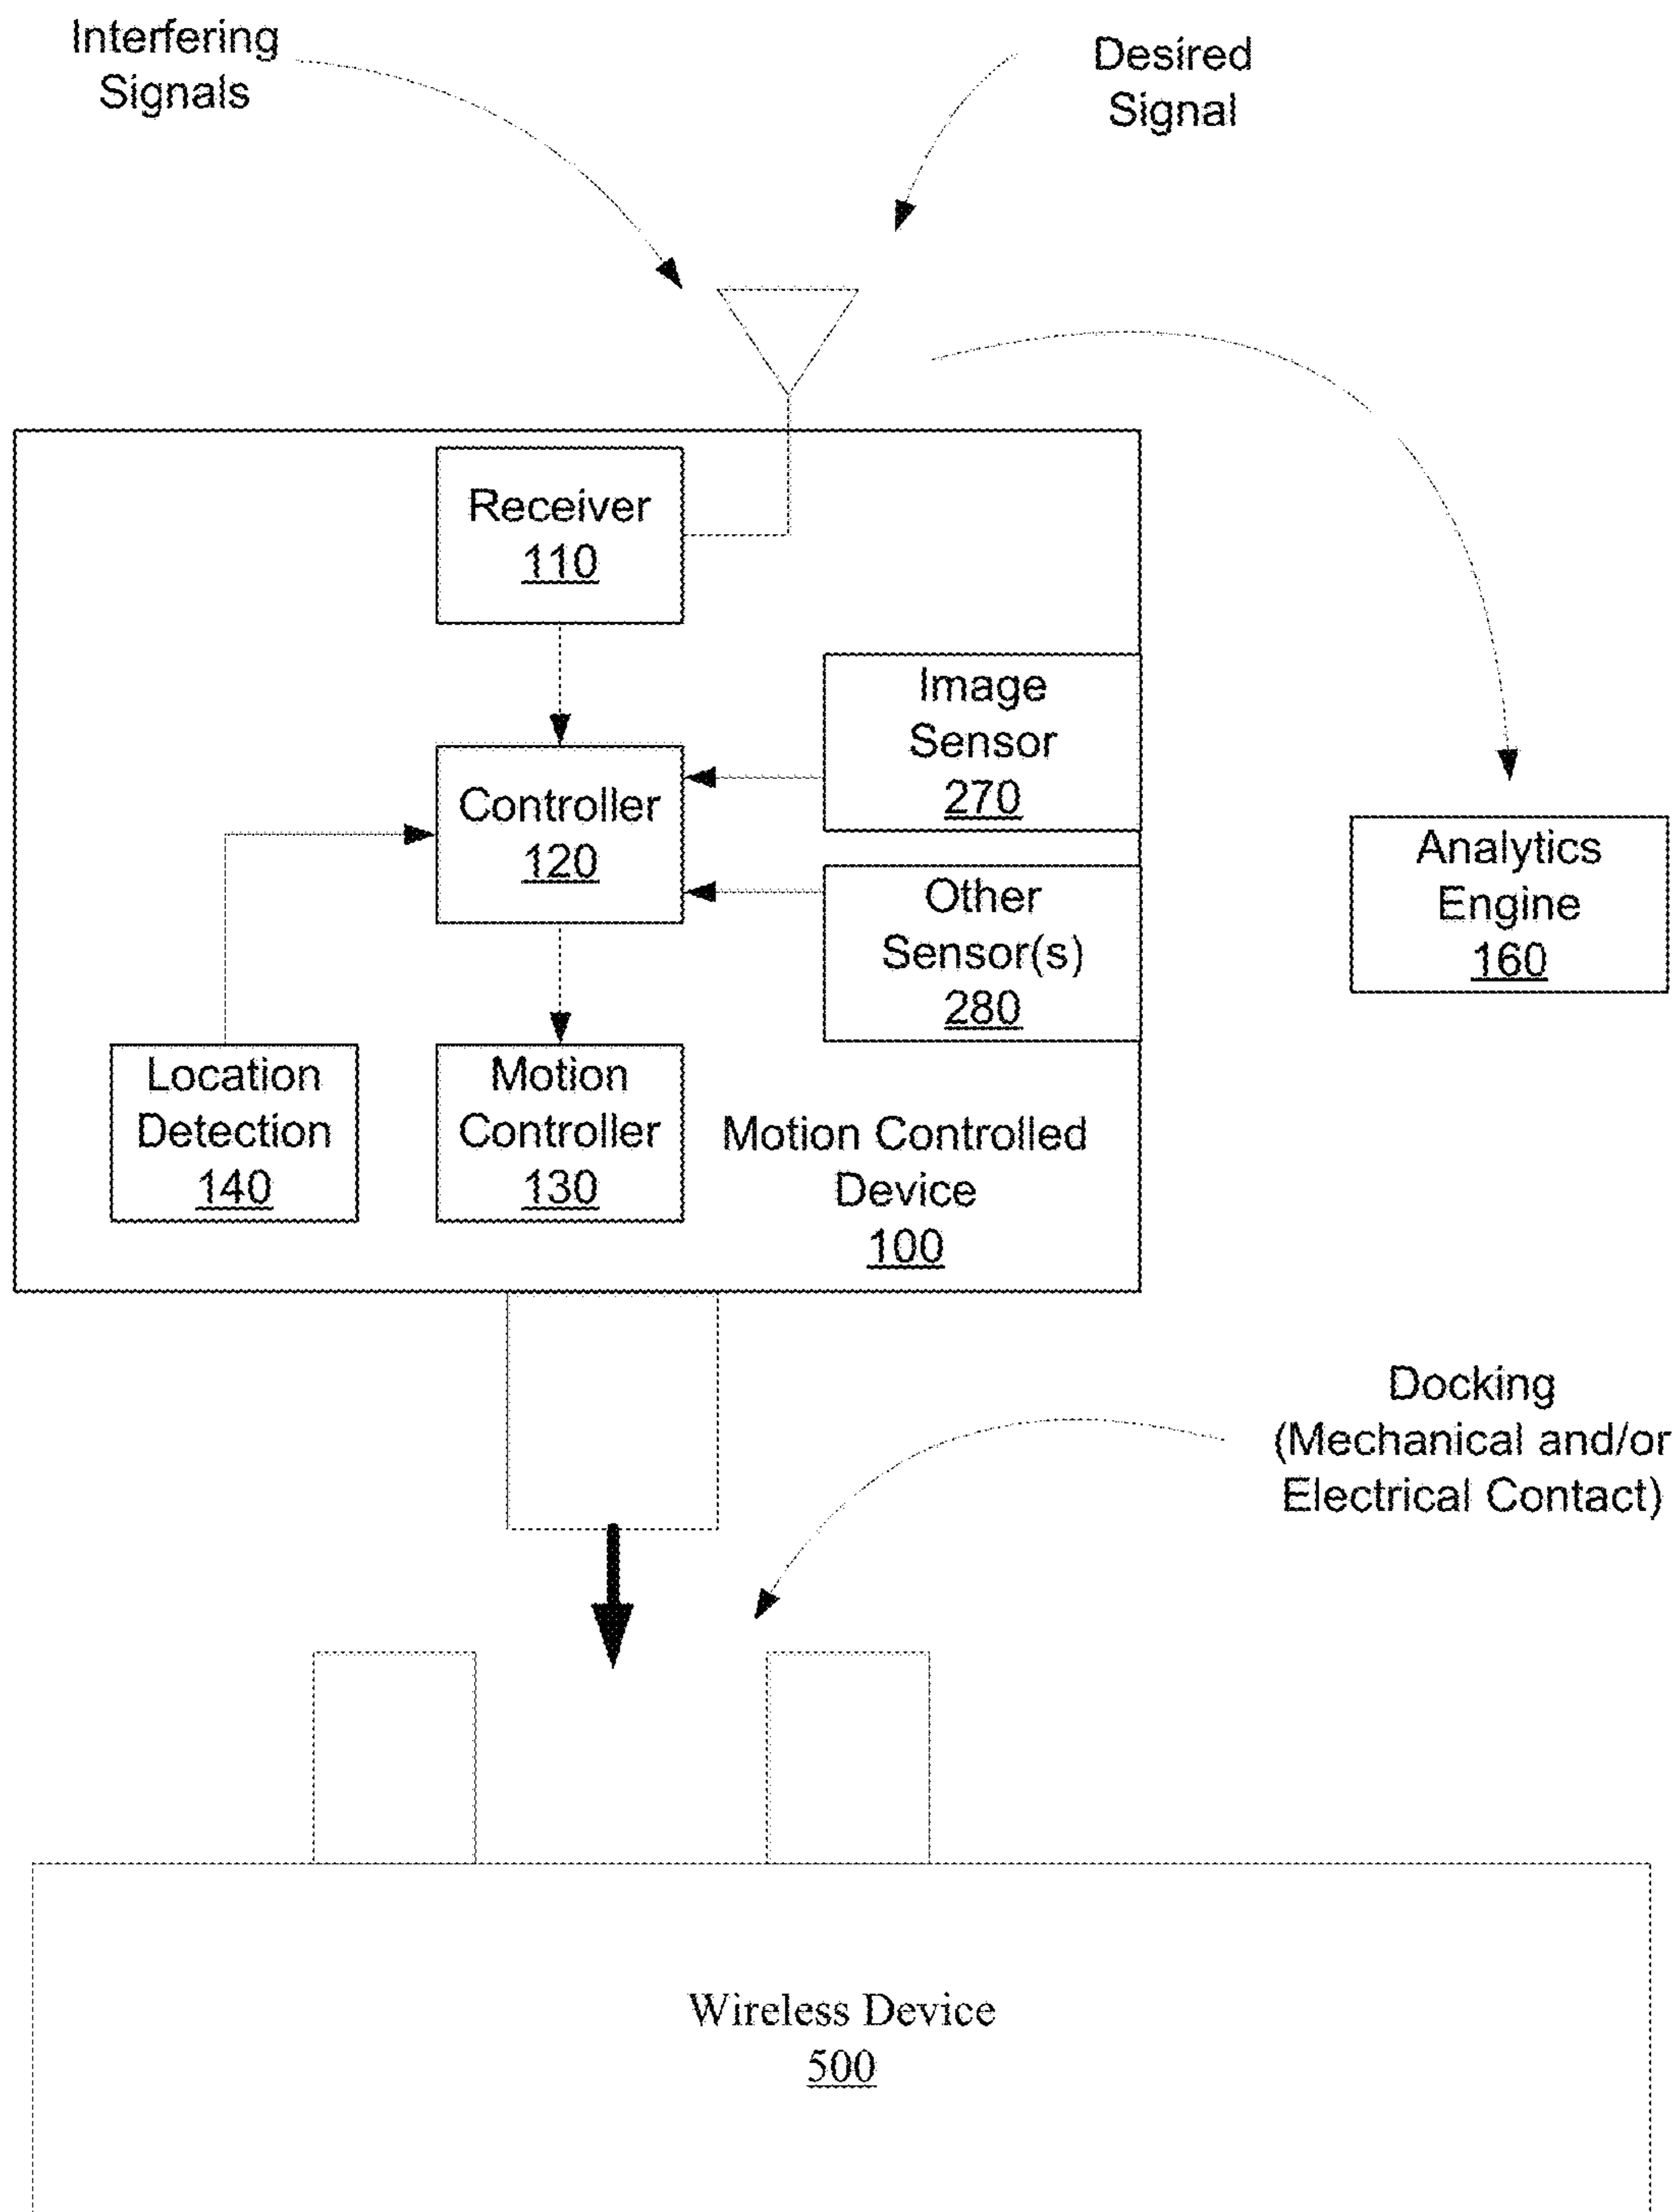 Interfering
Signals
Desired
Signal
Receiver
110
Image
Sensor
270
Controller
120
Analytics
Engine
160
Other
Sensor(s)
280
Location
Detection
140
Motion
Controller
130
Motion Controlled
Device
100
Docking
(Mechanical and/or
Electrical Contact)
Wireless Device
500